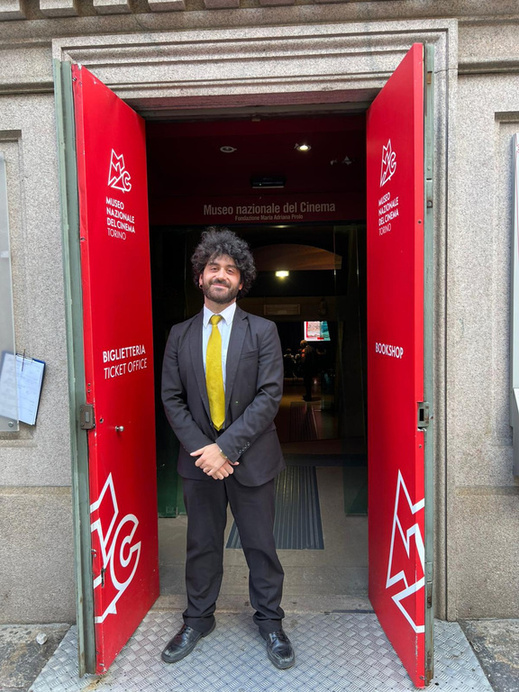 MUSEO
NAZIONALE
DEL CINEMA
TORINO
BIGLIETTERIA
TICKET OFFICE
Museo nazionale del Cinema
Fondazione Maria Adriana Prolo
MUSEO
NAZIONALE
DEL CINEMA
TORINO
BOOKSHOP